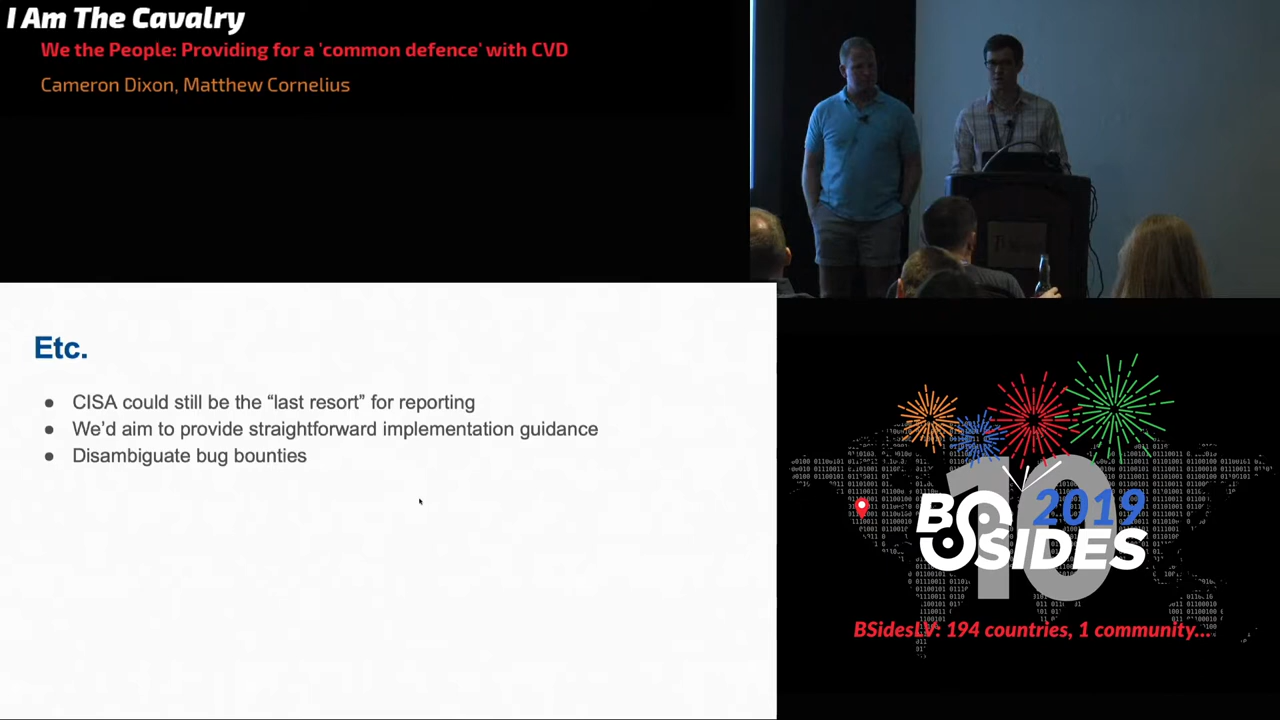 I Am The Cavalry
We the People: Providing for a 'common defence' with CVD
Cameron Dixon, Matthew Cornelius
Etc.
● CISA could still be the “last resort” for reporting
● We’d aim to provide straightforward implementation guidance
● Disambiguate bug bounties
10
2019
BSIDES
BSidesLV: 194 countries, 1 community...